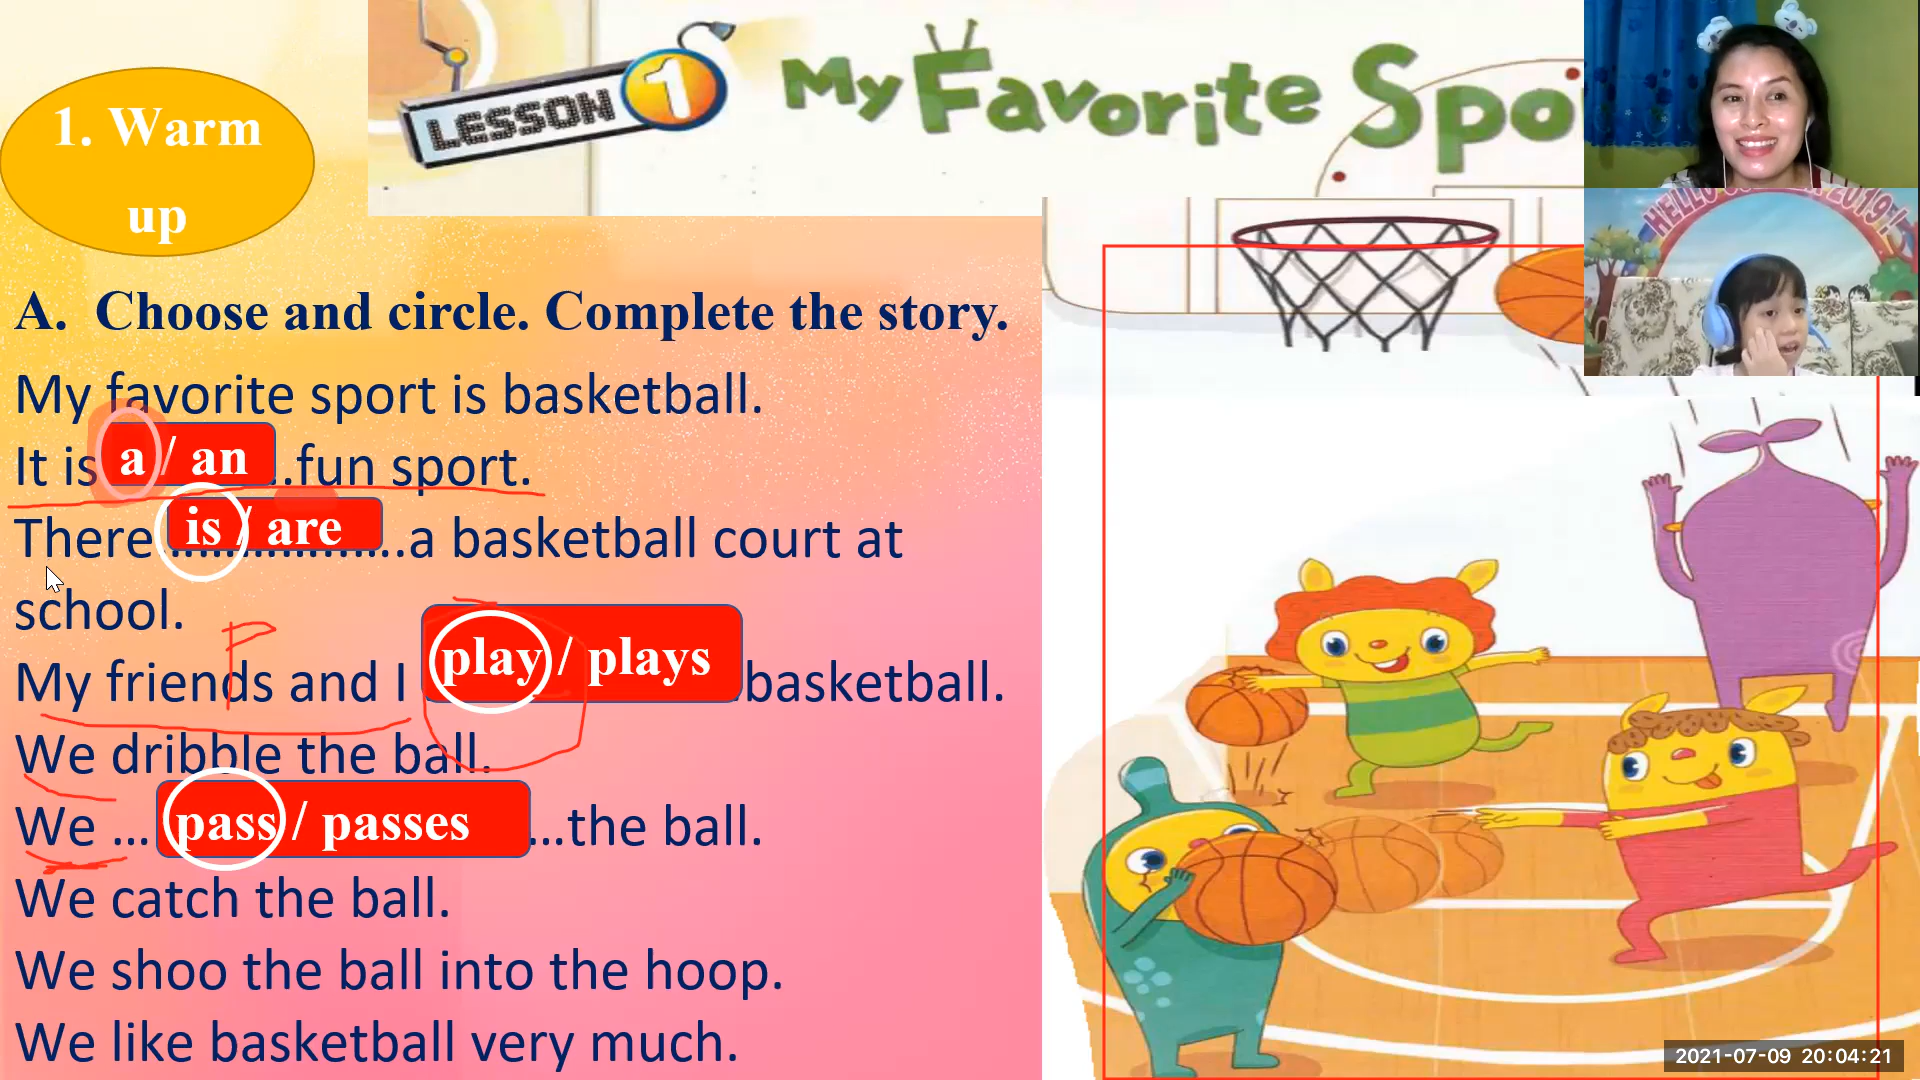 LESSON 1 My Favorite Spo
HELLO 2019!
1. Warm
up
A. Choose and circle. Complete the story.
My favorite sport is basketball.
It is a / an ..fun sport.
There is / are ...................a basketball court at
school.
P
My friends and I play / plays basketball.
We dribble the ball.
We ... pass / passes ...the ball.
We catch the ball.
We shoo the ball into the hoop.
We like basketball very much.
2021-07-09 20:04:21